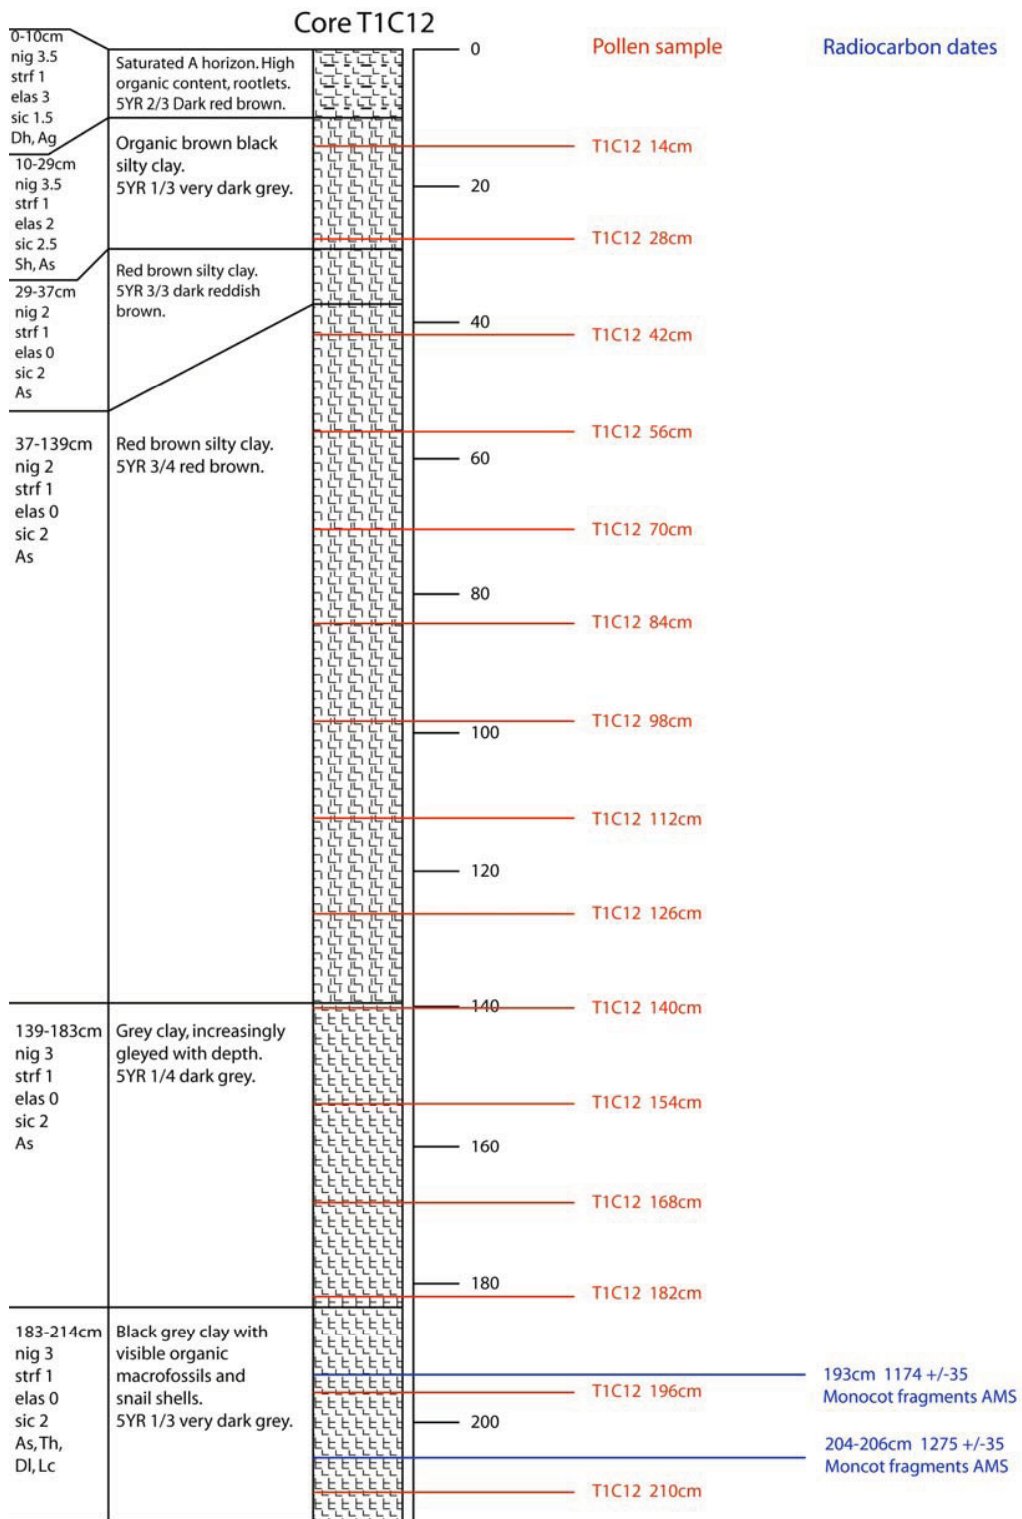 Core T1C12
Pollen sample
Radiocarbon dates
0-10cm
nig 3.5
strf 1
elas 3
sic 1.5
Dh, Ag
Saturated A horizon. High
organic content, rootlets.
5YR 2/3 Dark red brown.
10-29cm
nig 3.5
strf 1
elas 2
sic 2.5
Sh, As
Organic brown black
silty clay.
5YR 1/3 very dark grey.
29-37cm
nig 2
strf 1
elas 0
sic 2
As
Red brown silty clay.
5YR 3/3 dark reddish
brown.
37-139cm
nig 2
strf 1
elas 0
sic 2
As
Red brown silty clay.
5YR 3/4 red brown.
139-183cm
nig 3
strf 1
elas 0
sic 2
As
Grey clay, increasingly
gleyed with depth.
5YR 1/4 dark grey.
183-214cm
nig 3
strf 1
elas 0
sic 2
As, Th,
Dl, Lc
Black grey clay with
visible organic
macrofossils and
snail shells.
5YR 1/3 very dark grey.
0
20
40
60
80
100
120
140
160
180
200
T1C12 14cm
T1C12 28cm
T1C12 42cm
T1C12 56cm
T1C12 70cm
T1C12 84cm
T1C12 98cm
T1C12 112cm
T1C12 126cm
T1C12 140cm
T1C12 154cm
T1C12 168cm
T1C12 182cm
T1C12 196cm
T1C12 210cm
193cm 1174 +/-35
Monocot fragments AMS
204-206cm 1275 +/-35
Moncot fragments AMS